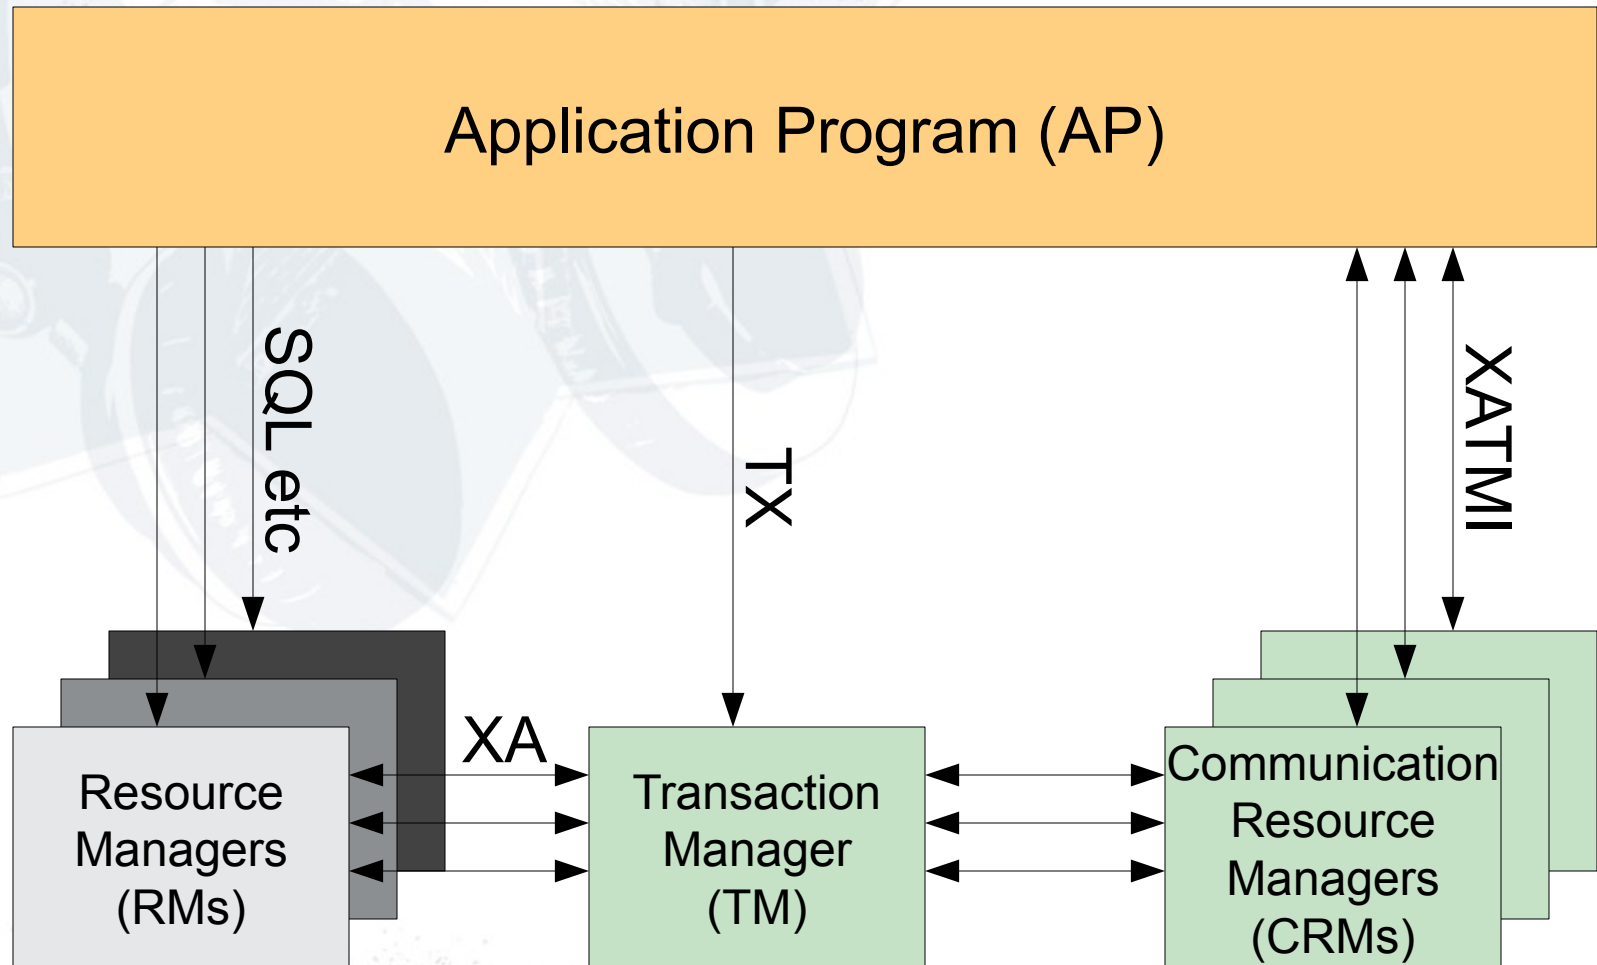 Application Program (AP)
SQL etc
TX
XATMI
XA
Resource
Managers
(RMs)
Transaction
Manager
(TM)
Communication
Resource
Managers
(CRMs)